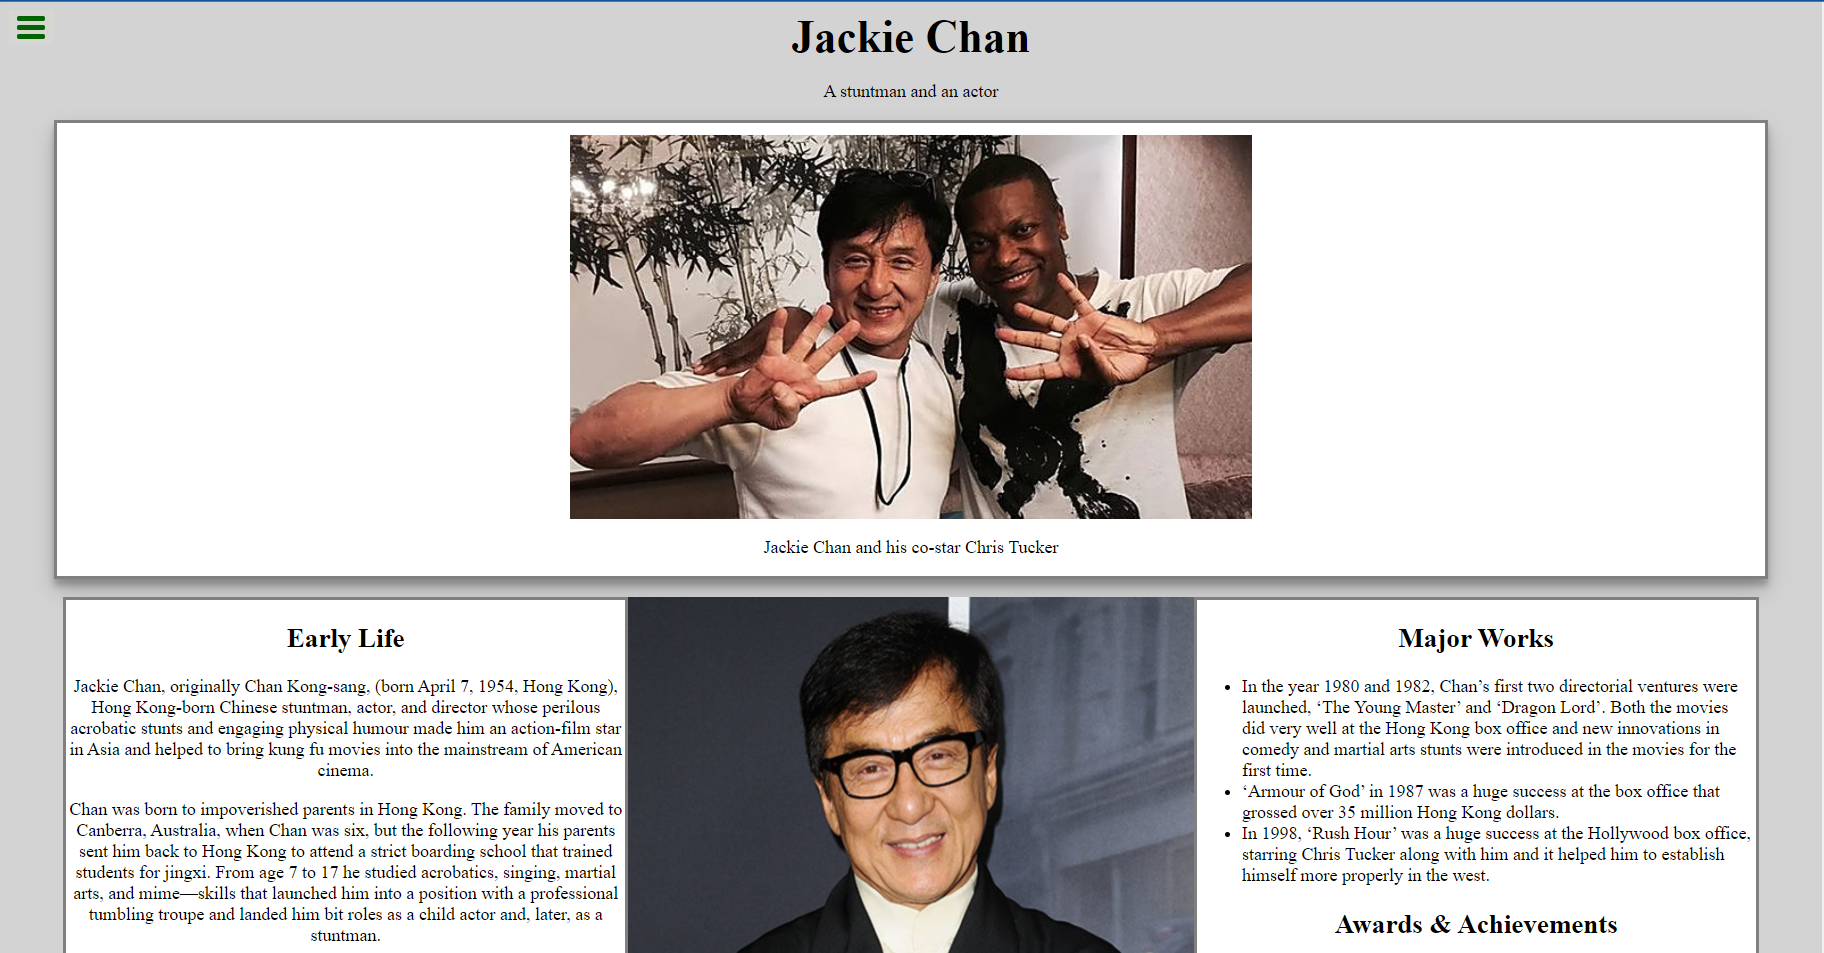 Jackie Chan
A stuntman and an actor
Jackie Chan and his co-star Chris Tucker
Early Life
Jackie Chan, originally Chan Kong-sang, (born April 7, 1954, Hong Kong),
Hong Kong-born Chinese stuntman, actor, and director whose perilous
acrobatic stunts and engaging physical humour made him an action-film star
in Asia and helped to bring kung fu movies into the mainstream of American
cinema.
Chan was born to impoverished parents in Hong Kong. The family moved to
Canberra, Australia, when Chan was six, but the following year his parents
sent him back to Hong Kong to attend a strict boarding school that trained
students for jingxi. From age 7 to 17 he studied acrobatics, singing, martial
arts, and mime—skills that launched him into a position with a professional
tumbling troupe and landed him bit roles as a child actor and, later, as a
stuntman.
Major Works
• In the year 1980 and 1982, Chan’s first two directorial ventures were
launched, ‘The Young Master’ and ‘Dragon Lord’. Both the movies
did very well at the Hong Kong box office and new innovations in
comedy and martial arts stunts were introduced in the movies for the
first time.
• ‘Armour of God’ in 1987 was a huge success at the box office that
grossed over 35 million Hong Kong dollars.
• In 1998, ‘Rush Hour’ was a huge success at the Hollywood box office,
starring Chris Tucker along with him and it helped him to establish
himself more properly in the west.
Awards & Achievements